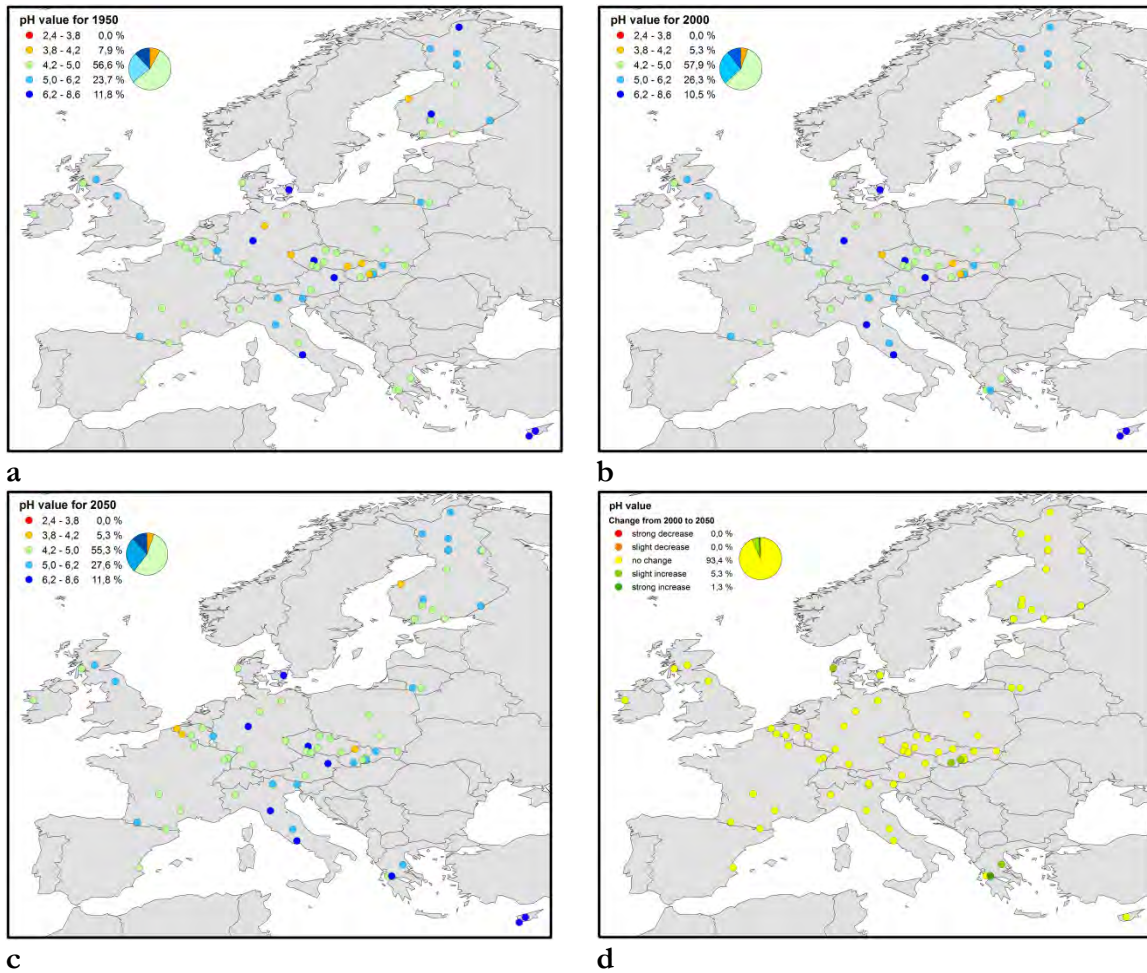 pH value for 1950
2,4 - 3,8 0,0 %
3,8 - 4,2 7,9 %
4,2 - 5,0 56,6 %
5,0 - 6,2 23,7 %
6,2 - 8,6 11,8 %
a
pH value for 2000
2,4 - 3,8 0,0 %
3,8 - 4,2 5,3 %
4,2 - 5,0 57,9 %
5,0 - 6,2 26,3 %
6,2 - 8,6 10,5 %
b
pH value for 2050
2,4 - 3,8 0,0 %
3,8 - 4,2 5,3 %
4,2 - 5,0 55,3 %
5,0 - 6,2 27,6 %
6,2 - 8,6 11,8 %
c
pH value
Change from 2000 to 2050
strong decrease 0,0 %
slight decrease 0,0 %
no change 93,4 %
slight increase 5,3 %
strong increase 1,3 %
d